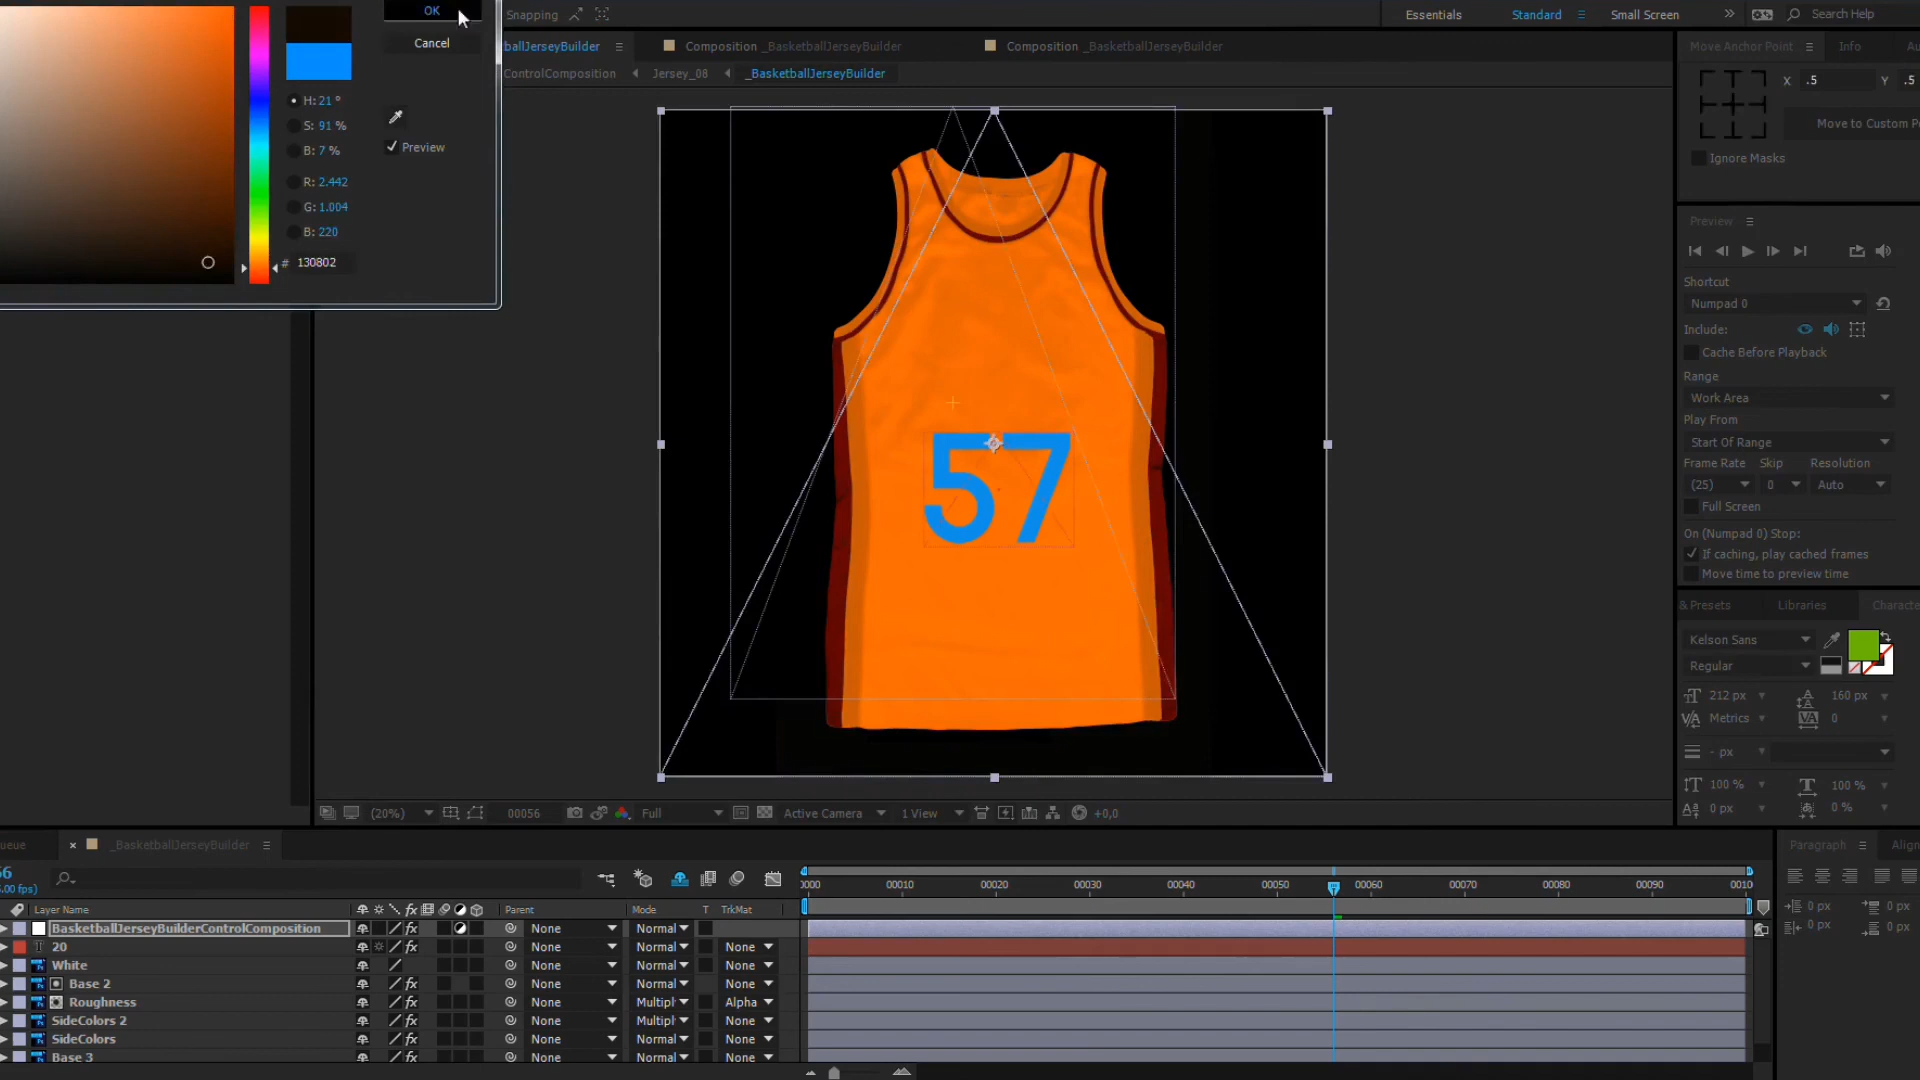 OK
Cancel
H: 21 °
S: 91 %
B: 7 %
R: 2.442
G: 1.004
B: 220
# 130802
Preview
Snapping
Essentials
Standard
Small Screen
Search Help
ballJerseyBuilder
Composition _BasketballJerseyBuilder
Composition _BasketballJerseyBuilder
ControlComposition
Jersey_08
_BasketballJerseyBuilder
57
(20%)
00056
Full
Active Camera
1 View
+0,0
Move Anchor Point
Info
Au
X .5
Y .5
Move to Custom P
Ignore Masks
Preview
Shortcut
Numpad 0
Include:
Cache Before Playback
Range
Work Area
Play From
Start Of Range
Frame Rate Skip Resolution
(25) 0 Auto
Full Screen
On (Numpad 0) Stop:
If caching, play cached frames
Move time to preview time
& Presets
Libraries
Characte
Kelson Sans
Regular
212 px
160 px
Metrics
0
- px
100 %
100 %
0 px
0 %
Paragraph
Align
0 px
0 px
0 px
0 px
ueue
_BasketballJerseyBuilder
.00 fps)
0000 00010 00020 00030 00040 00050 00060 00070 00080 00090 0010
Layer Name Parent Mode T TrkMat
BasketballJerseyBuilderControlComposition None Normal
20 None Normal None
White None Normal None
Base 2 None Normal None
Roughness None Multipl Alpha
SideColors 2 None Multipl None
SideColors None Normal None
Base 3 None Normal None